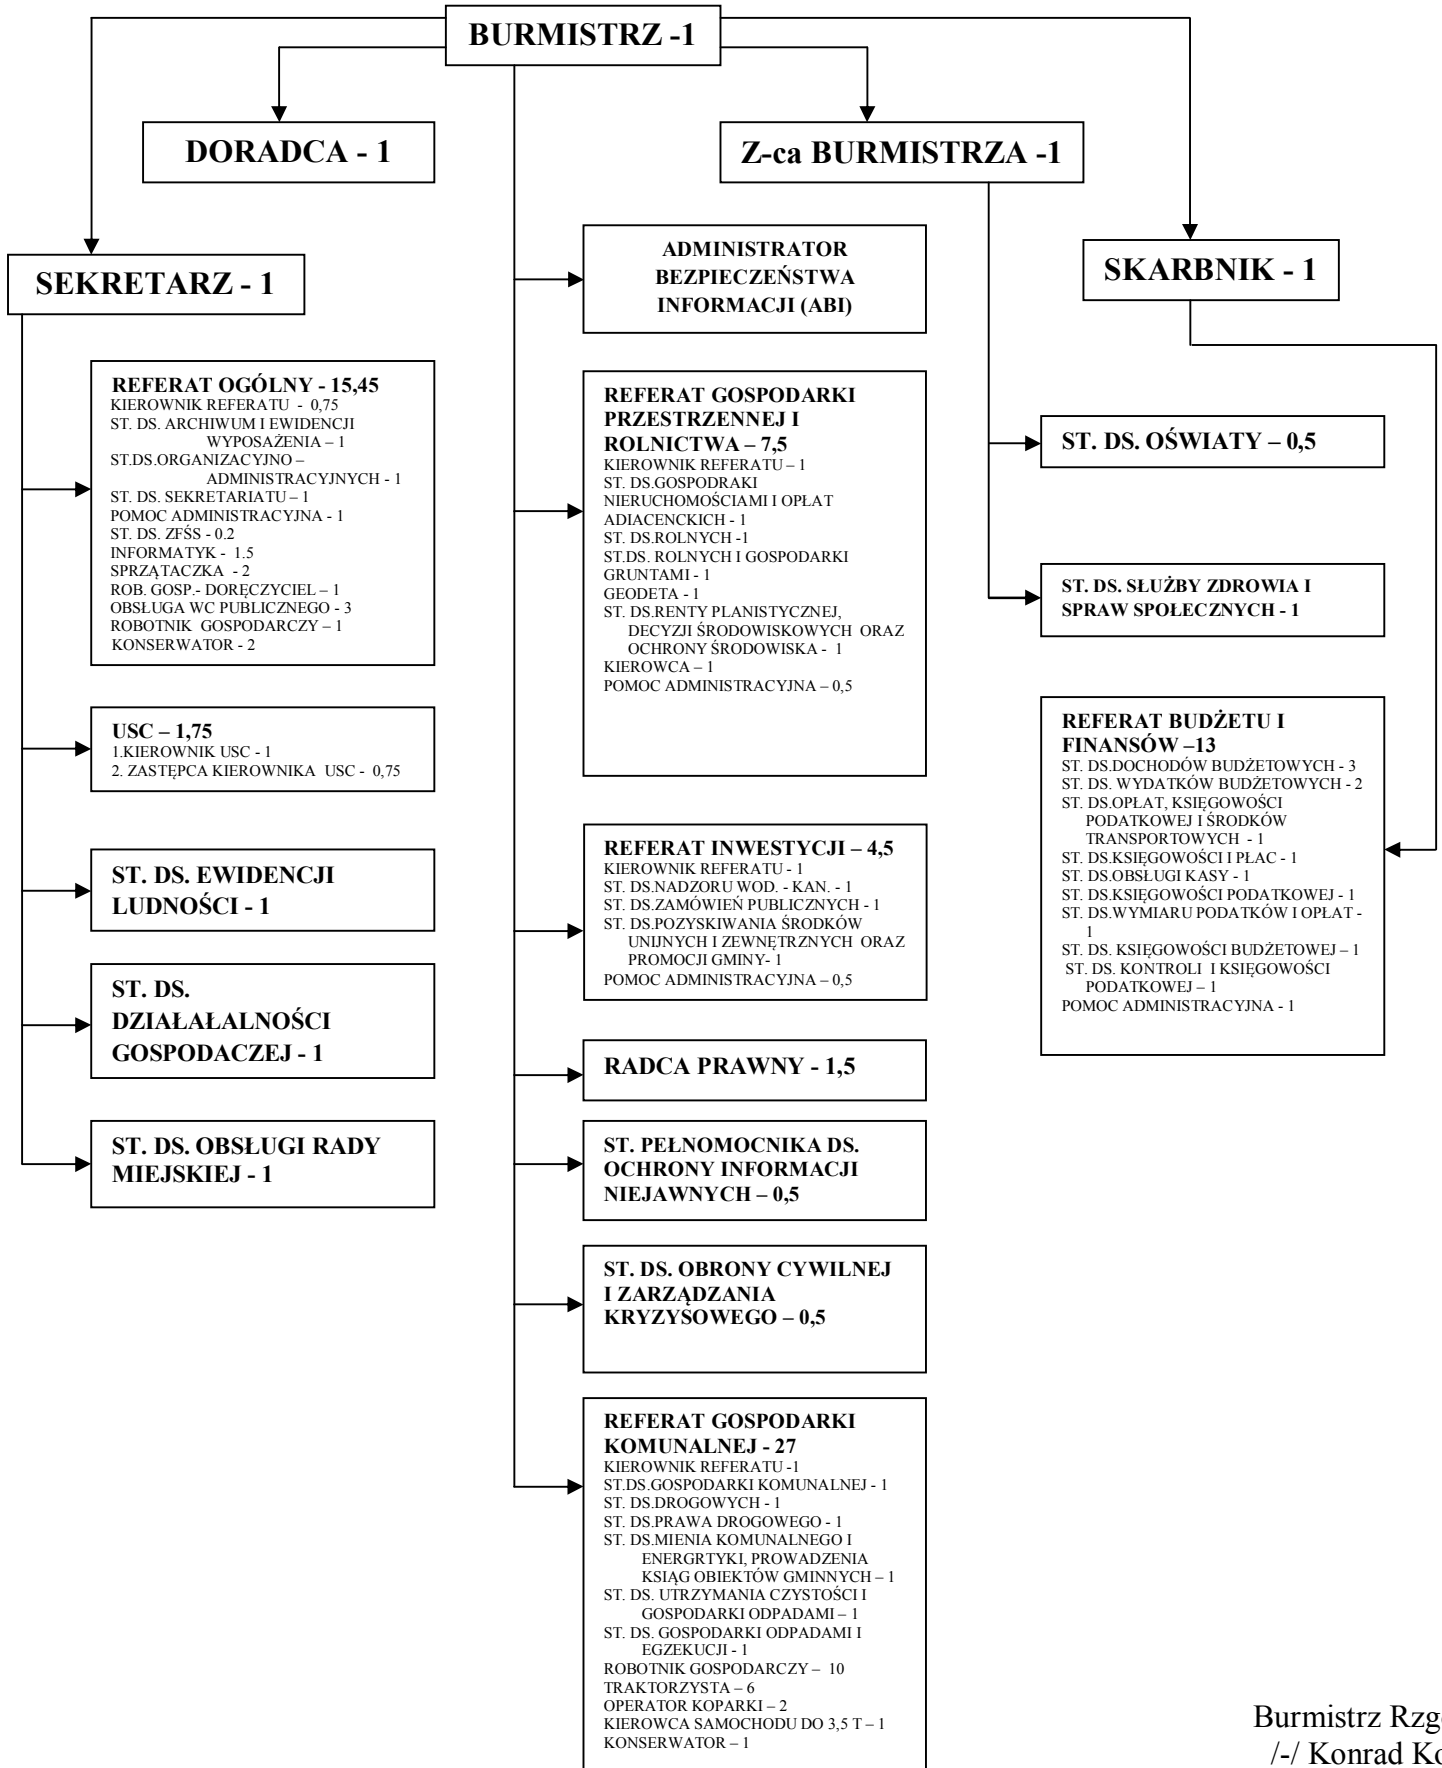 BURMISTRZ -1
DORADCA - 1
Z-ca BURMISTRZA -1
SEKRETARZ - 1
SKARBNIK - 1
REFERAT OGÓLNY - 15,45
KIEROWNIK REFERATU - 0,75
ST. DS. ARCHIWUM I EWIDENCJI
WYPOSAŻENIA – 1
ST.DS.ORGANIZACYJNO –
ADMINISTRACYJNYCH - 1
ST. DS. SEKRETARIATU – 1
POMOC ADMINISTRACYJNA - 1
ST. DS. ZFŚS - 0.2
INFORMATYK - 1.5
SPRZĄTACZKA - 2
ROB. GOSP.- DORĘCZYCIEL – 1
OBSŁUGA WC PUBLICZNEGO - 3
ROBOTNIK GOSPODARCZY – 1
KONSERWATOR - 2
USC – 1,75
1.KIEROWNIK USC - 1
2. ZASTĘPCA KIEROWNIKA USC - 0,75
ST. DS. EWIDENCJI
LUDNOŚCI - 1
ST. DS.
DZIAŁAŁALNOŚCI
GOSPODACZEJ - 1
ST. DS. OBSŁUGI RADY
MIEJSKIEJ - 1
ADMINISTRATOR
BEZPIECZEŃSTWA
INFORMACJI (ABI)
REFERAT GOSPODARKI
PRZESTRZENNEJ I
ROLNICTWA – 7,5
KIEROWNIK REFERATU – 1
ST. DS.GOSPODRAKI
NIERUCHOMOŚCIAMI I OPŁAT
ADIACENCKICH - 1
ST. DS.ROLNYCH -1
ST.DS. ROLNYCH I GOSPODARKI
GRUNTAMI - 1
GEODETA - 1
ST. DS.RENTY PLANISTYCZNEJ,
DECYZJI ŚRODOWISKOWYCH ORAZ
OCHRONY ŚRODOWISKA - 1
KIEROWCA – 1
POMOC ADMINISTRACYJNA – 0,5
REFERAT INWESTYCJI – 4,5
KIEROWNIK REFERATU - 1
ST. DS.NADZORU WOD. - KAN. - 1
ST. DS.ZAMÓWIEŃ PUBLICZNYCH - 1
ST. DS.POZYSKIWANIA ŚRODKÓW
UNIJNYCH I ZEWNĘTRZNYCH ORAZ
PROMOCJI GMINY- 1
POMOC ADMINISTRACYJNA – 0,5
RADCA PRAWNY - 1,5
ST. PEŁNOMOCNIKA DS.
OCHRONY INFORMACJI
NIEJAWNYCH – 0,5
ST. DS. OBRONY CYWILNEJ
I ZARZĄDZANIA
KRYZYSOWEGO – 0,5
REFERAT GOSPODARKI
KOMUNALNEJ - 27
KIEROWNIK REFERATU -1
ST.DS.GOSPODARKI KOMUNALNEJ - 1
ST. DS.DROGOWYCH - 1
ST. DS.PRAWA DROGOWEGO - 1
ST. DS.MIENIA KOMUNALNEGO I
ENERGRTYKI, PROWADZENIA
KSIĄG OBIEKTÓW GMINNYCH – 1
ST. DS. UTRZYMANIA CZYSTOŚCI I
GOSPODARKI ODPADAMI – 1
ST. DS. GOSPODARKI ODPADAMI I
EGZEKUCJI - 1
ROBOTNIK GOSPODARCZY – 10
TRAKTORZYSTA – 6
OPERATOR KOPARKI – 2
KIEROWCA SAMOCHODU DO 3,5 T – 1
KONSERWATOR – 1
ST. DS. OŚWIATY – 0,5
ST. DS. SŁUŻBY ZDROWIA I
SPRAW SPOŁECZNYCH - 1
REFERAT BUDŻETU I
FINANSÓW –13
ST. DS.DOCHODÓW BUDŻETOWYCH - 3
ST. DS. WYDATKÓW BUDŻETOWYCH - 2
ST. DS.OPŁAT, KSIĘGOWOŚCI
PODATKOWEJ I ŚRODKÓW
TRANSPORTOWYCH - 1
ST. DS.KSIĘGOWOŚCI I PŁAC - 1
ST. DS.OBSŁUGI KASY - 1
ST. DS.KSIĘGOWOŚCI PODATKOWEJ - 1
ST. DS.WYMIARU PODATKÓW I OPŁAT -
1
ST. DS. KSIĘGOWOŚCI BUDŻETOWEJ – 1
ST. DS. KONTROLI I KSIĘGOWOŚCI
PODATKOWEJ – 1
POMOC ADMINISTRACYJNA - 1
Burmistrz
/-/ Konrad